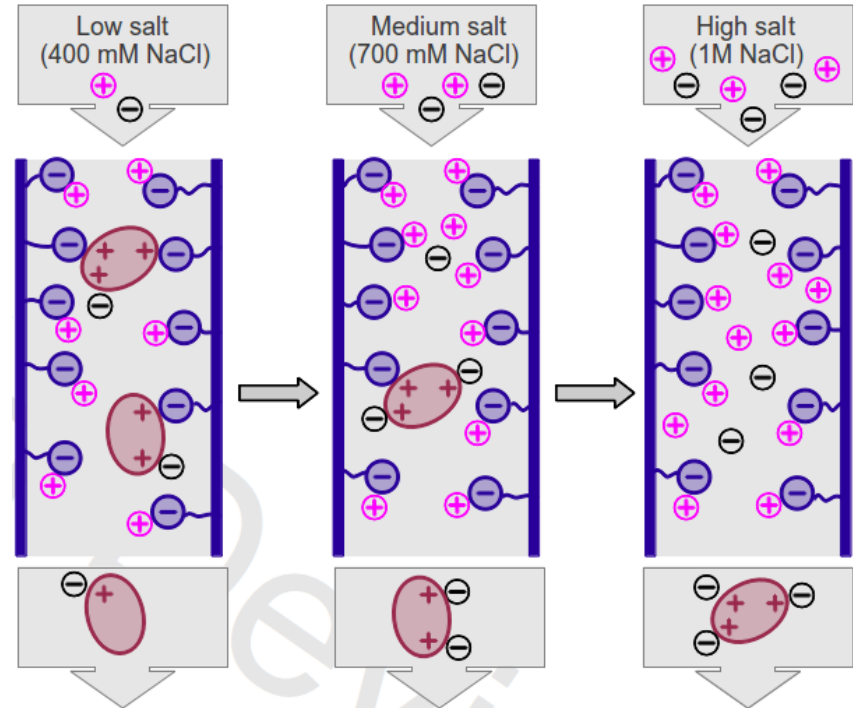 Low salt
(400 mM NaCl)
Medium salt
(700 mM NaCl)
High salt
(1M NaCl)